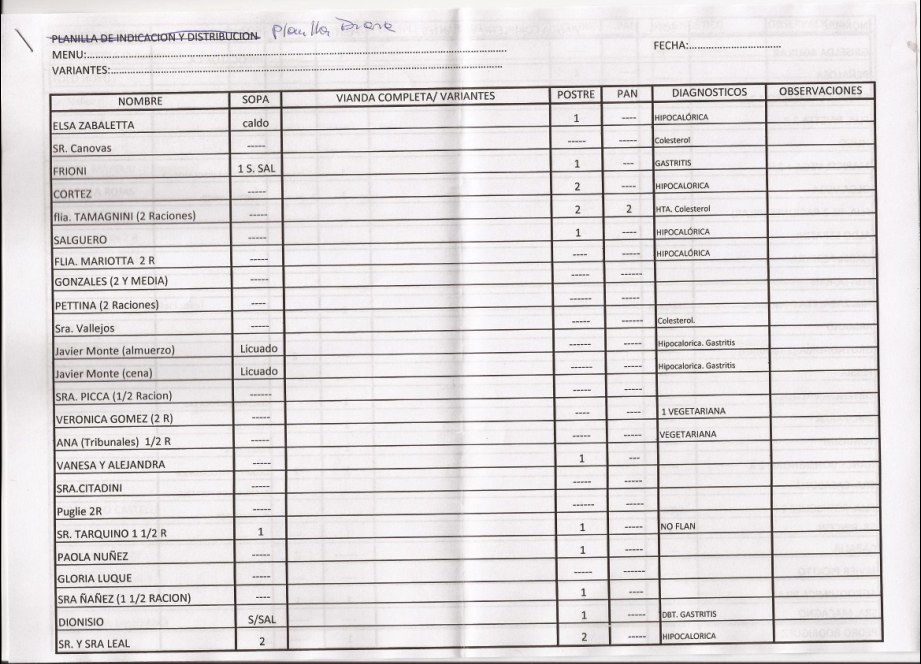 PLANILLA DE INDICACION Y DISTRIBUCION Planilla Diaria
MENU:............ FECHA:............
VARIANTES:............
NOMBRE SOPA VIANDA COMPLETA/ VARIANTES POSTRE PAN DIAGNOSTICOS OBSERVACIONES
ELSA ZABALETTA caldo 1 ---- HIPOCALÓRICA
SR. Canovas ----- ----- ----- Colesterol
FRIONI 1 S. SAL 1 --- GASTRITIS
CORTEZ ----- 2 ---- HIPOCALORICA
flia. TAMAGNINI (2 Raciones) ----- 2 2 HTA. Colesterol
SALGUERO ----- 1 ---- HIPOCALÓRICA
FLIA. MARIOTTA 2 R ----- ---- ----- HIPOCALÓRICA
GONZALES (2 Y MEDIA) ----- ----- ------
PETTINA (2 Raciones) ---- ------ ------
Sra. Vallejos ----- ----- ------ Colesterol.
Javier Monte (almuerzo) Licuado ------ ----- Hipocalorica. Gastritis
Javier Monte (cena) Licuado ------ ----- Hipocalorica. Gastritis
SRA. PICCA (1/2 Racion) ------ ----- -----
VERONICA GOMEZ (2 R) ----- ---- ---- 1 VEGETARIANA
ANA (Tribunales) 1/2 R ----- ----- ----- VEGETARIANA
VANESA Y ALEJANDRA ----- 1 ---
SRA.CITADINI ----- ----- -----
Puglie 2R ----- ------ -----
SR. TARQUINO 1 1/2 R 1 1 ----- NO FLAN
PAOLA NUÑEZ ----- 1 -----
GLORIA LUQUE ----- ----- -----
SRA ÑAÑEZ (1 1/2 RACION) ---- 1 ----
DIONISIO S/SAL 1 ----- DBT. GASTRITIS
SR. Y SRA LEAL 2 2 ----- HIPOCALORICA